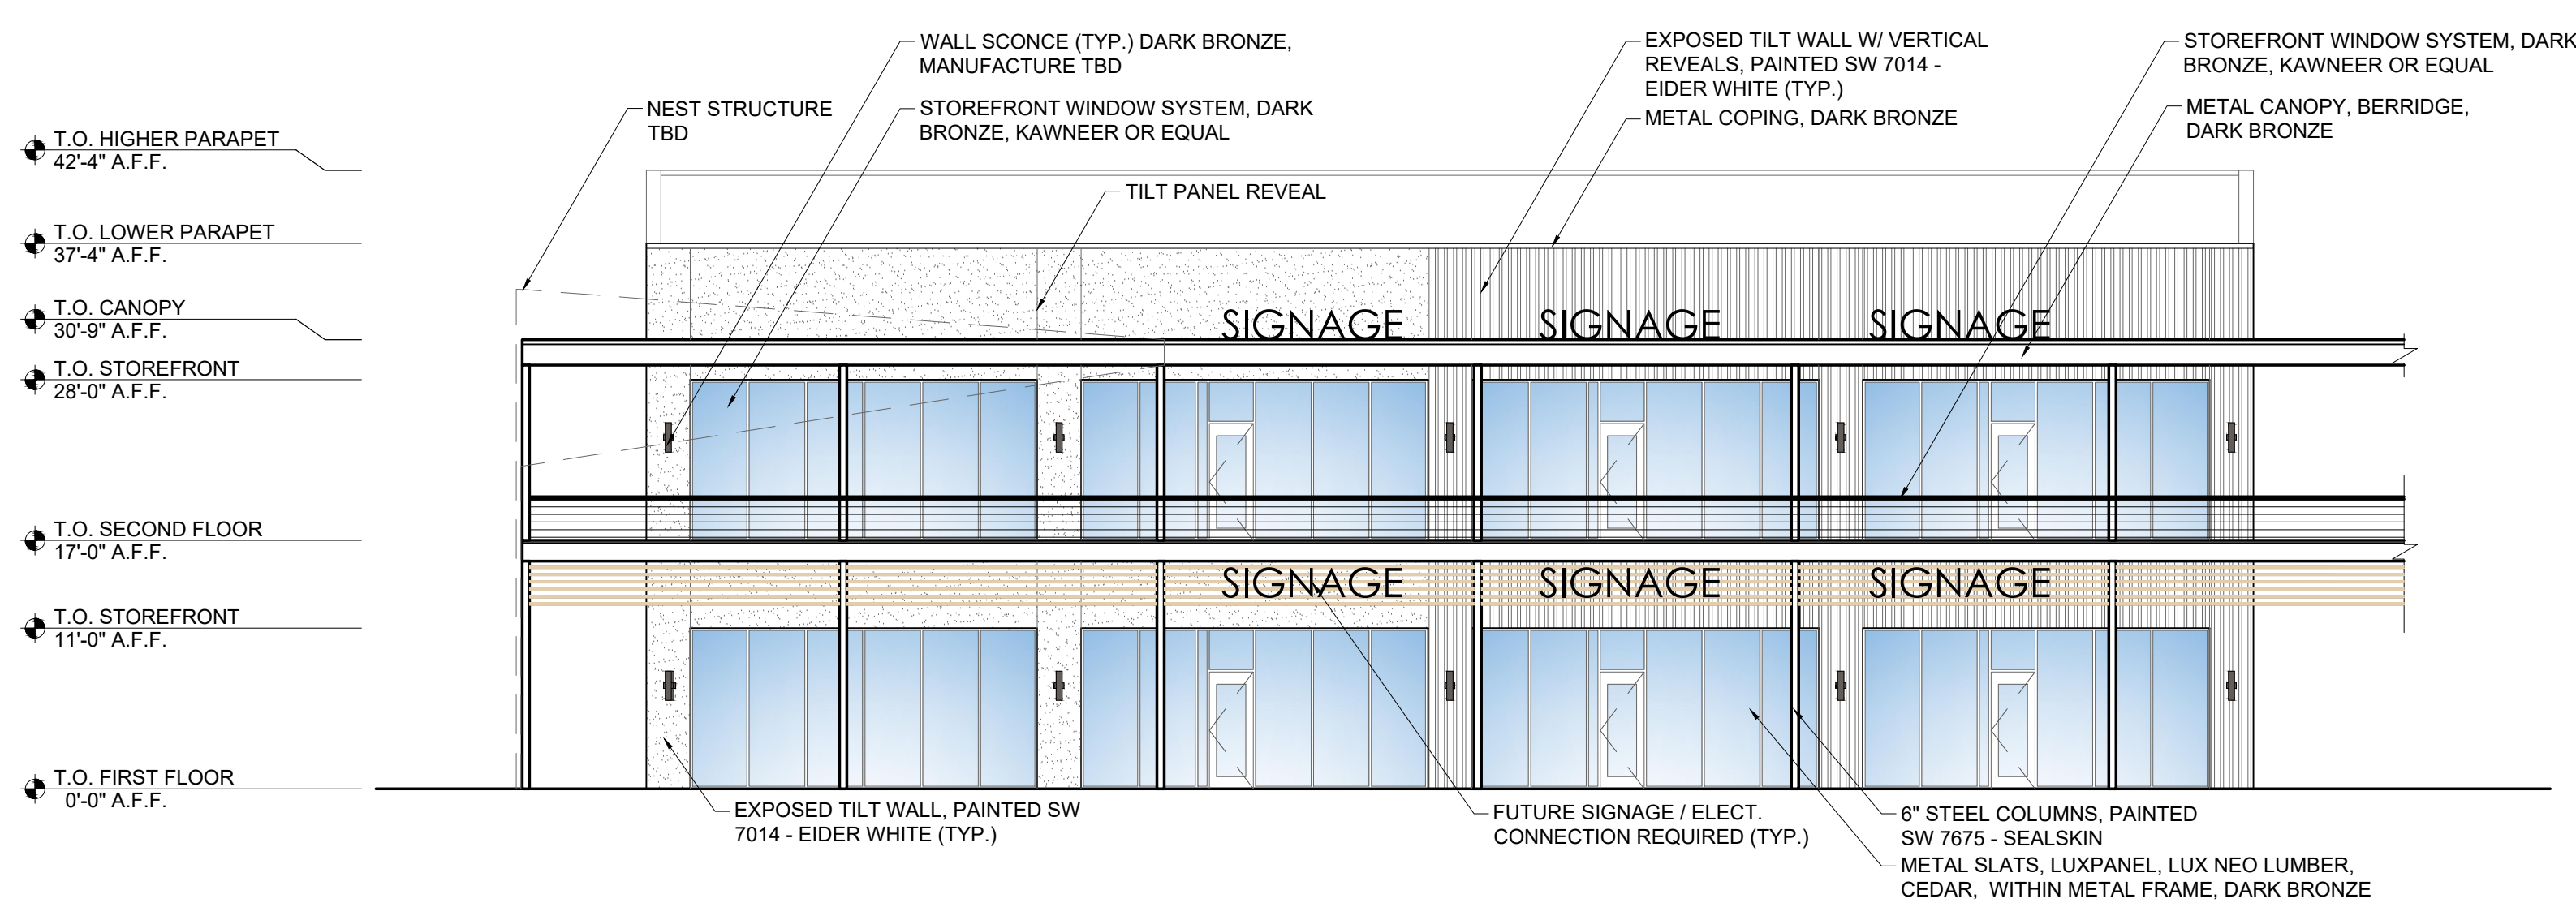 WALL SCONCE (TYP.) DARK BRONZE,
MANUFACTURE TBD
EXPOSED TILT WALL W/ VERTICAL
REVEALS, PAINTED SW 7014 -
EIDER WHITE (TYP.)
STOREFRONT WINDOW SYSTEM, DARK
BRONZE, KAWNEER OR EQUAL
NEST STRUCTURE
TBD
STOREFRONT WINDOW SYSTEM, DARK
BRONZE, KAWNEER OR EQUAL
METAL COPING, DARK BRONZE
METAL CANOPY, BERRIDGE,
DARK BRONZE
TILT PANEL REVEAL
T.O. HIGHER PARAPET
42'-4" A.F.F.
T.O. LOWER PARAPET
37'-4" A.F.F.
T.O. CANOPY
30'-9" A.F.F.
T.O. STOREFRONT
28'-0" A.F.F.
T.O. SECOND FLOOR
17'-0" A.F.F.
T.O. STOREFRONT
11'-0" A.F.F.
T.O. FIRST FLOOR
0'-0" A.F.F.
SIGNAGE
SIGNAGE
SIGNAGE
SIGNAGE
SIGNAGE
SIGNAGE
EXPOSED TILT WALL, PAINTED SW
7014 - EIDER WHITE (TYP.)
FUTURE SIGNAGE / ELECT.
CONNECTION REQUIRED (TYP.)
6" STEEL COLUMNS, PAINTED
SW 7675 - SEALSKIN
METAL SLATS, LUXPANEL, LUX NEO LUMBER,
CEDAR, WITHIN METAL FRAME, DARK BRONZE